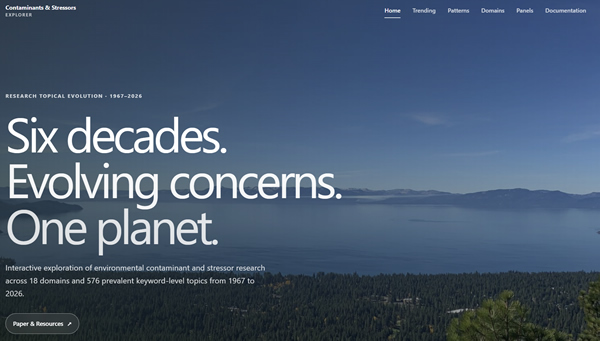 Contaminants & Stressors
EXPLORER
Home Trending Patterns Domains Panels Documentation
RESEARCH TOPICAL EVOLUTION · 1967–2026
Six decades.
Evolving concerns.
One planet.
Interactive exploration of environmental contaminant and stressor research
across 18 domains and 576 prevalent keyword-level topics from 1967 to
2026.
Paper & Resources ↗